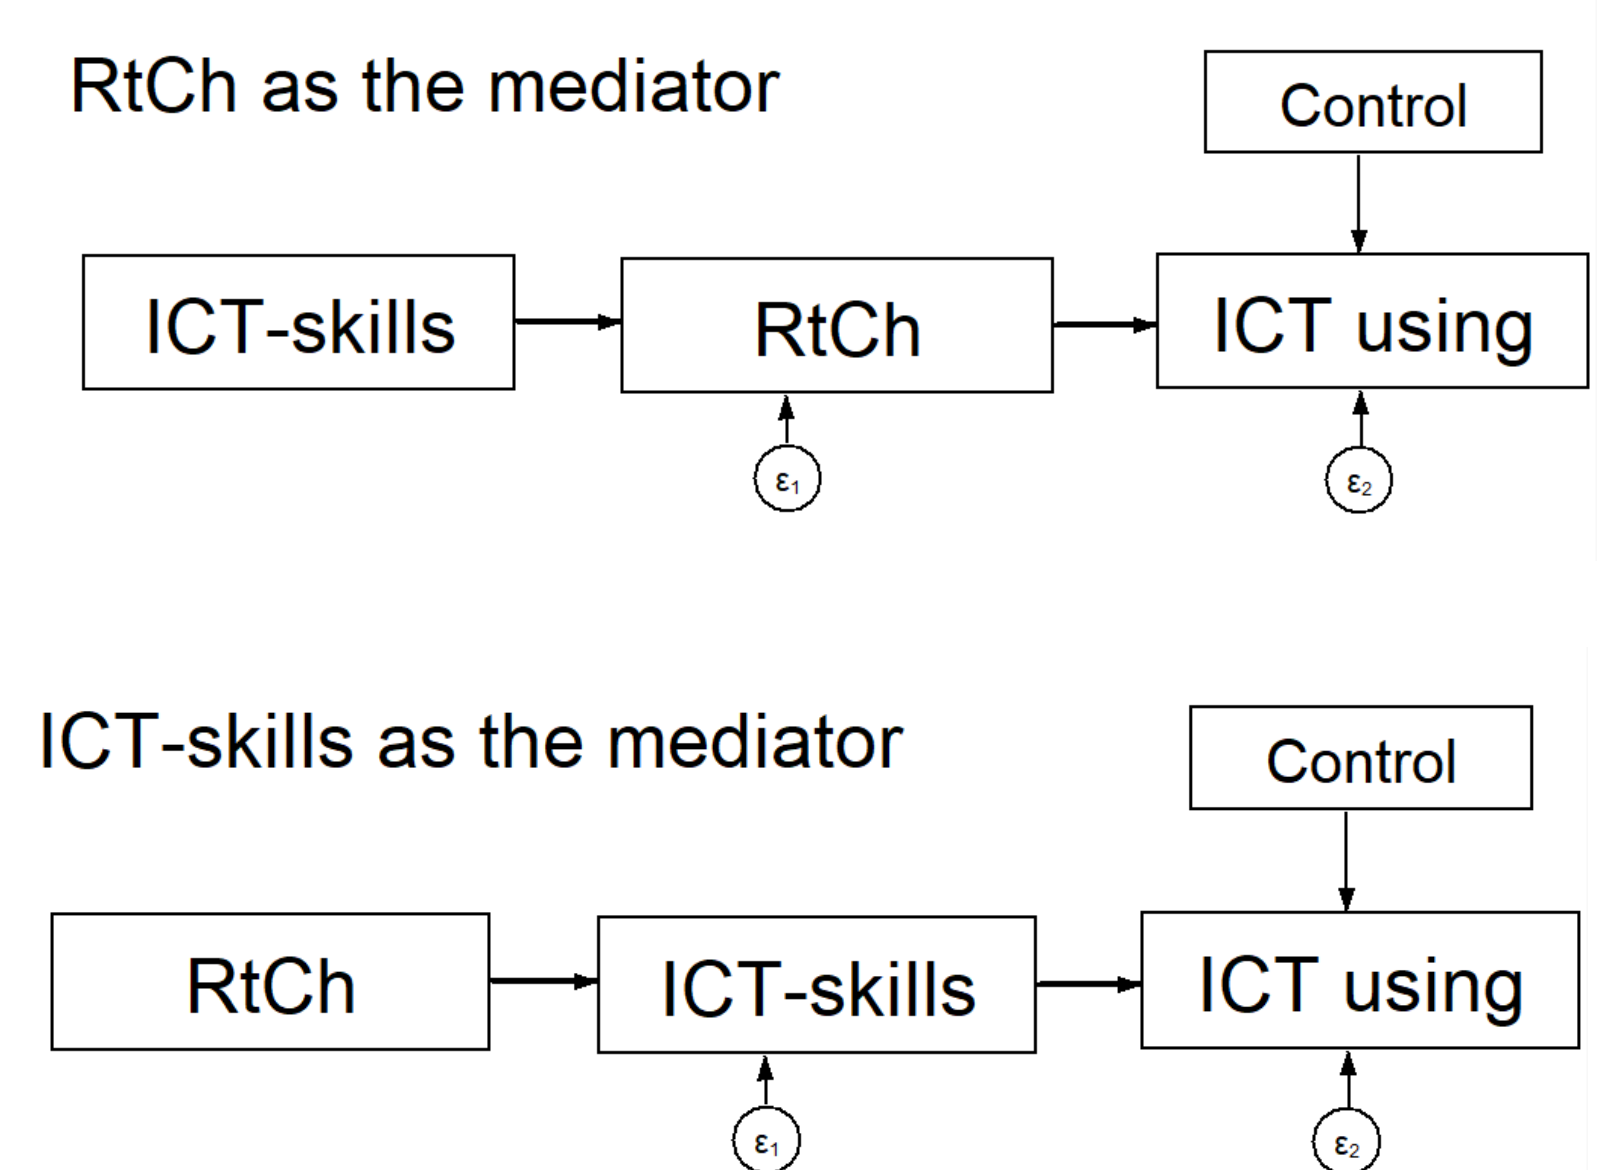 RtCh as the mediator
Control
ICT-skills
RtCh
ICT using
ε₁
ε₂
ICT-skills as the mediator
Control
RtCh
ICT-skills
ICT using
ε₁
ε₂